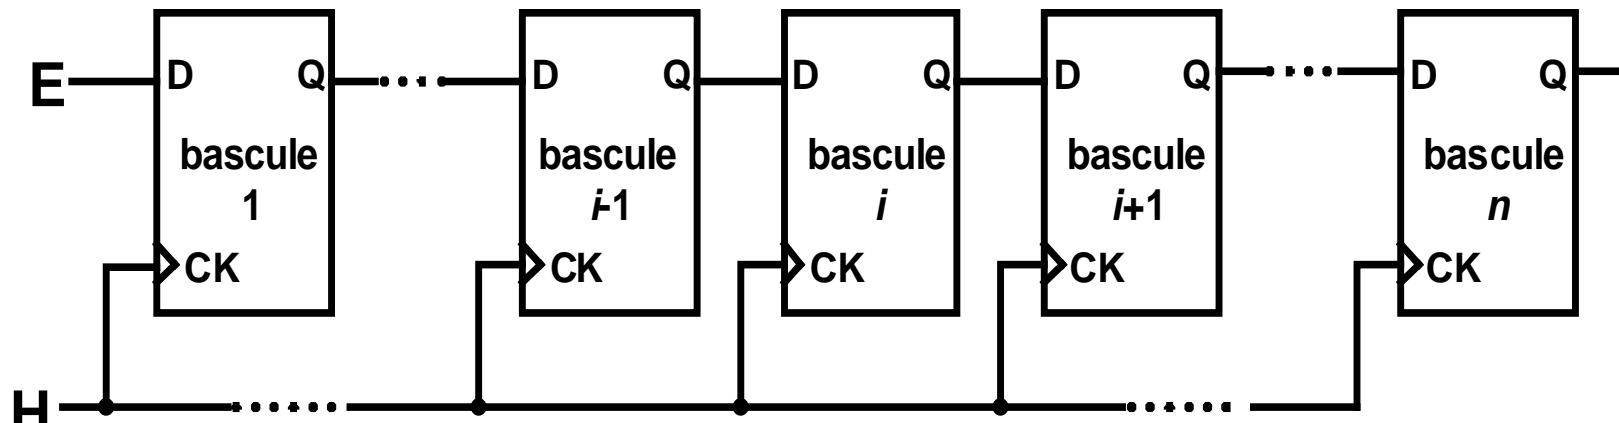 E D Q D Q D Q D Q D Q
bascule bascule bascule bascule bascule
1 i-1 i i+1 n
CK CK CK CK CK
H